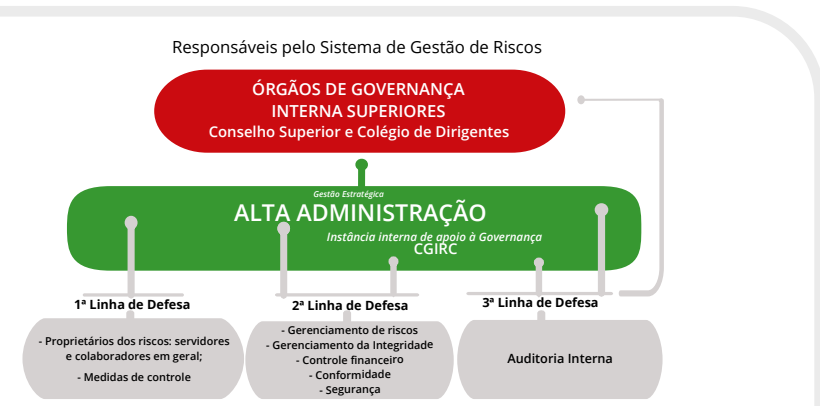 Responsáveis pelo Sistema de Gestão de Riscos
ÓRGÃOS DE GOVERNANÇA
INTERNA SUPERIORES
Conselho Superior e Colégio de Dirigentes
Gestão Estratégica
ALTA ADMINISTRAÇÃO
Instância interna de apoio à Governança
CGIRC
1ª Linha de Defesa
- Proprietários dos riscos: servidores
e colaboradores em geral;
- Medidas de controle
2ª Linha de Defesa
- Gerenciamento de riscos
- Gerenciamento da Integridade
- Controle financeiro
- Conformidade
- Segurança
3ª Linha de Defesa
Auditoria Interna